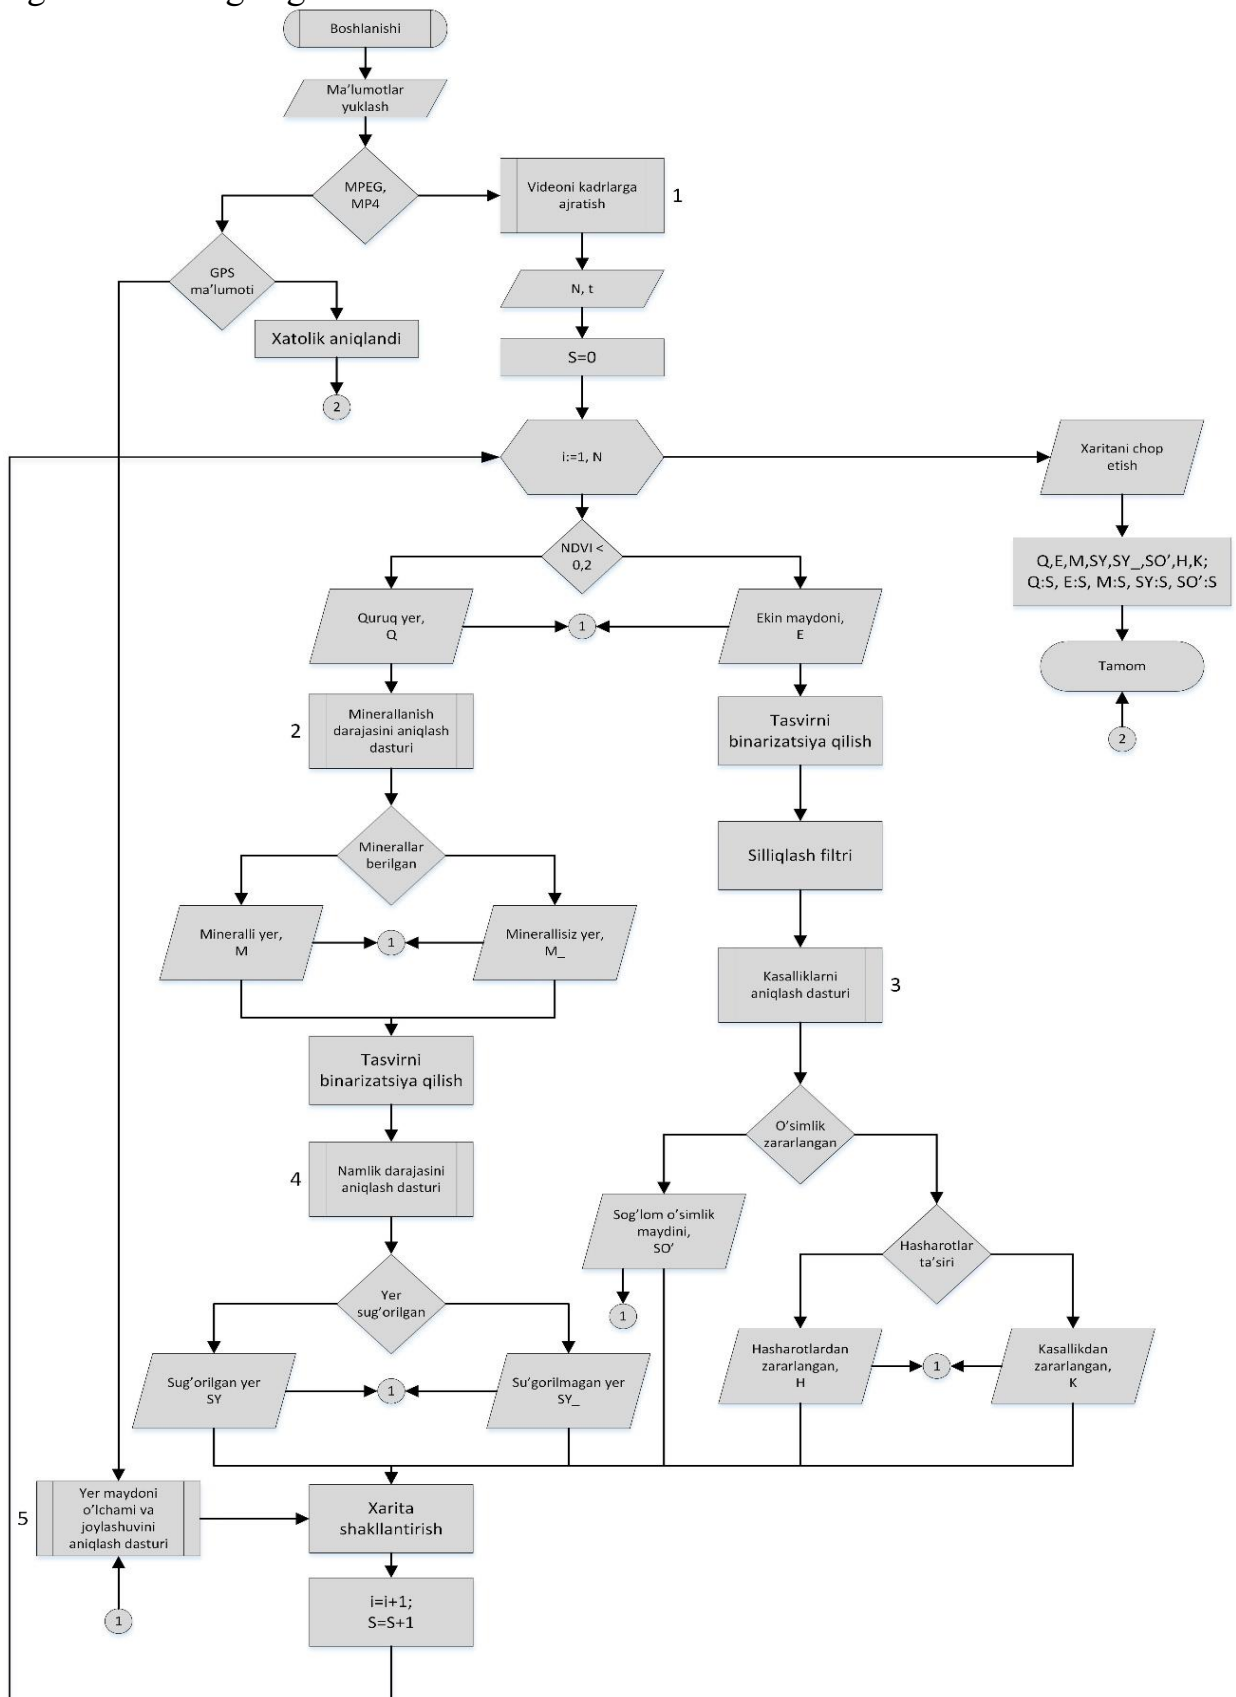 Boshlanishi
Ma'lumotlar
yuklash
MPEG,
MP4
Videoni kadrlarga
ajratish
1
GPS
ma'lumoti
N, t
Xatolik aniqlandi
S=0
2
i:=1, N
Xaritani chop
etish
NDVI <
0,2
Q,E,M,SY,SY_,SO',H,K;
Q:S, E:S, M:S, SY:S, SO':S
Quruq yer,
Q
1
Ekin maydoni,
E
Tamom
2
2
Minerallanish
darajasini aniqlash
dasturi
Tasvirni
binarizatsiya qilish
Minerallar
berilgan
Silliqlash filtri
Mineralli yer,
M
1
Minerallisiz yer,
M_
Kasalliklarni
aniqlash dasturi
3
Tasvirni
binarizatsiya qilish
O'simlik
zararlangan
4
Namlik darajasini
aniqlash dasturi
Sog'lom o'simlik
maydini,
SO'
Hasharotlar
ta'siri
Yer
sug'orilgan
1
Hasharotlardan
zararlangan,
H
1
Kasallikdan
zararlangan,
K
Sug'orilgan yer
SY
1
Su'gorilmagan yer
SY_
5
Yer maydoni
o'lchami va
joylashuvini
aniqlash dasturi
Xarita
shakllantirish
1
i=i+1;
S=S+1